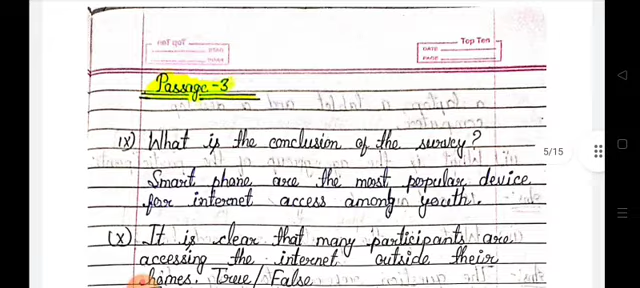 Top Ten
DATE
PAGE
Passage - 3
5/15
ix) What is the conclusion of the survey?
Smart phone are the most popular device
for internet access among youth.
(x) It is clear that many participants are
accessing the internet outside their
homes. True/False